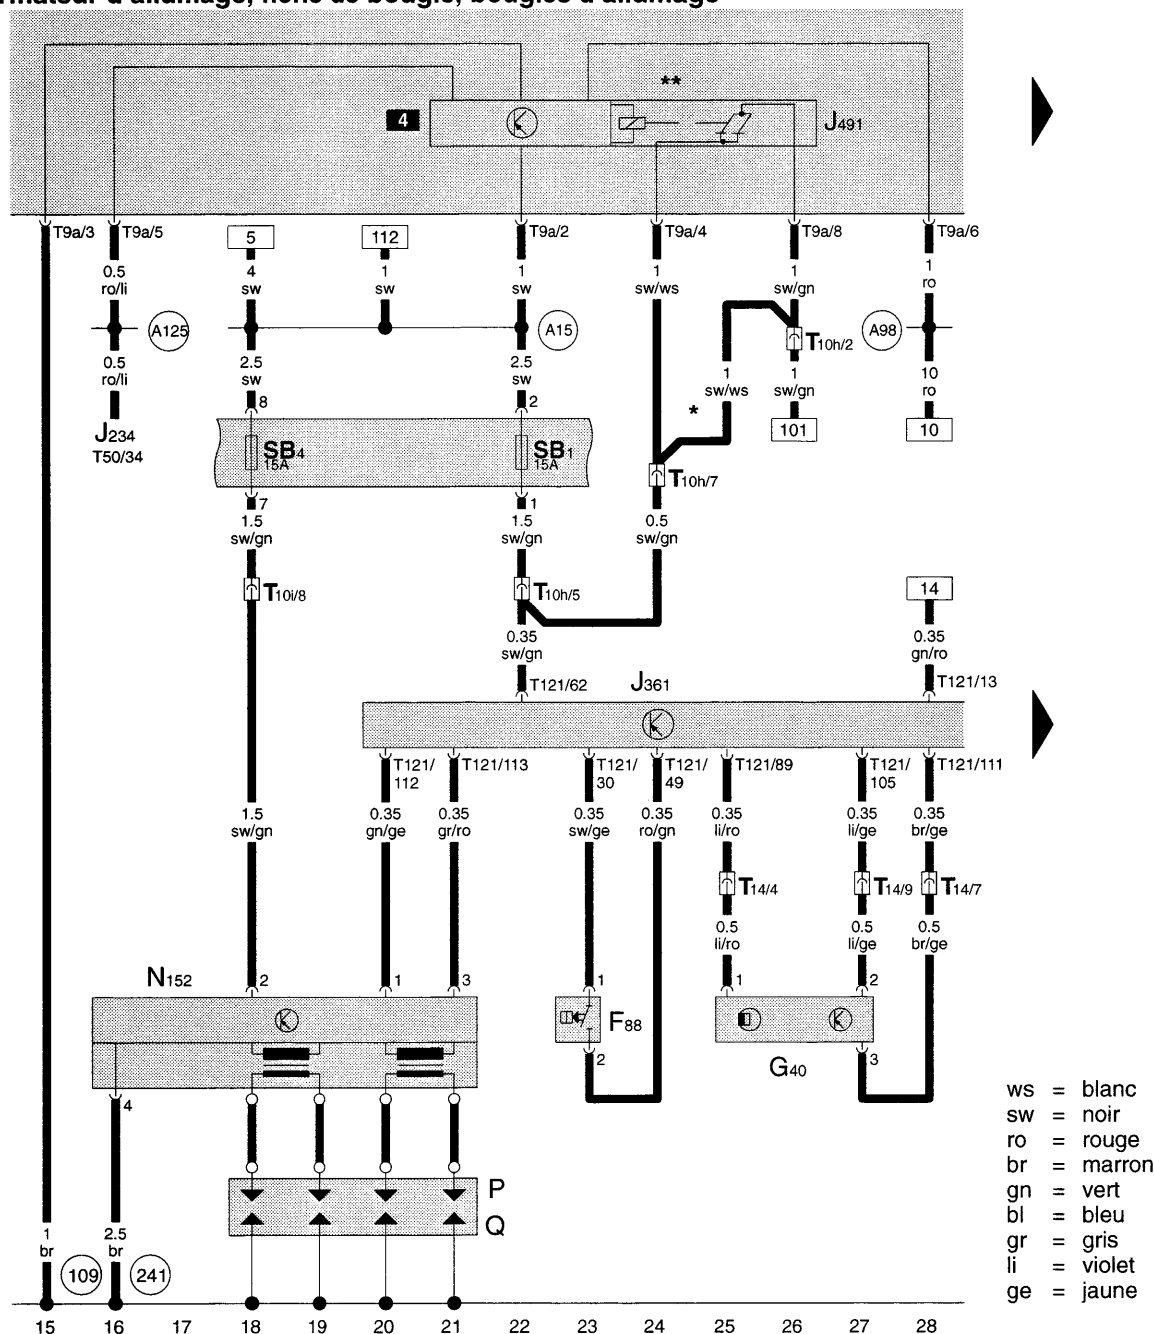 **
4
J491
T9a/3
T9a/5
5
112
T9a/2
T9a/4
T9a/8
T9a/6
0.5
ro/li
4
sw
1
sw
1
sw
1
sw/ws
1
sw/gn
1
ro
A125
A15
T10h/2
A98
0.5
ro/li
2.5
sw
2.5
sw
1
sw/ws
1
sw/gn
10
ro
8
2
*
101
10
J234
T50/34
SB4
15A
SB1
15A
T10h/7
7
1
1.5
sw/gn
1.5
sw/gn
0.5
sw/gn
T10i/8
T10h/5
14
0.35
sw/gn
0.35
gn/ro
T121/62
J361
T121/13
T121/
112
T121/113
T121/
30
T121/
49
T121/89
T121/
105
T121/111
1.5
sw/gn
0.35
gn/ge
0.35
gr/ro
0.35
sw/ge
0.35
ro/gn
0.35
li/ro
0.35
li/ge
0.35
br/ge
T14/4
T14/9
T14/7
0.5
li/ro
0.5
li/ge
0.5
br/ge
N152
2
1
3
1
1
2
F88
2
3
G40
4
P
Q
ws = blanc
sw = noir
ro = rouge
br = marron
gn = vert
bl = bleu
gr = gris
li = violet
ge = jaune
1
br
2.5
br
109
241
15 16 17 18 19 20 21 22 23 24 25 26 27 28